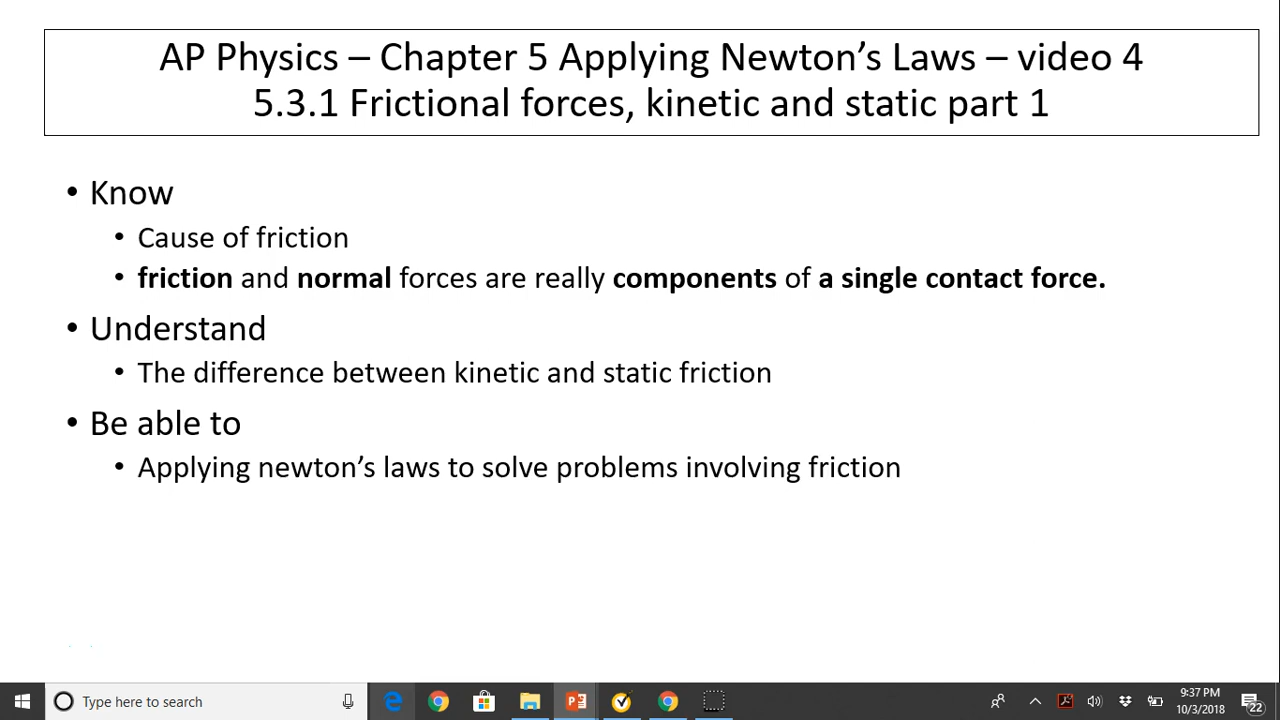 AP Physics – Chapter 5 Applying Newton’s Laws – video 4
5.3.1 Frictional forces, kinetic and static part 1
• Know
• Cause of friction
• friction and normal forces are really components of a single contact force.
• Understand
• The difference between kinetic and static friction
• Be able to
• Applying newton’s laws to solve problems involving friction
Type here to search
9:37 PM
10/3/2018
22